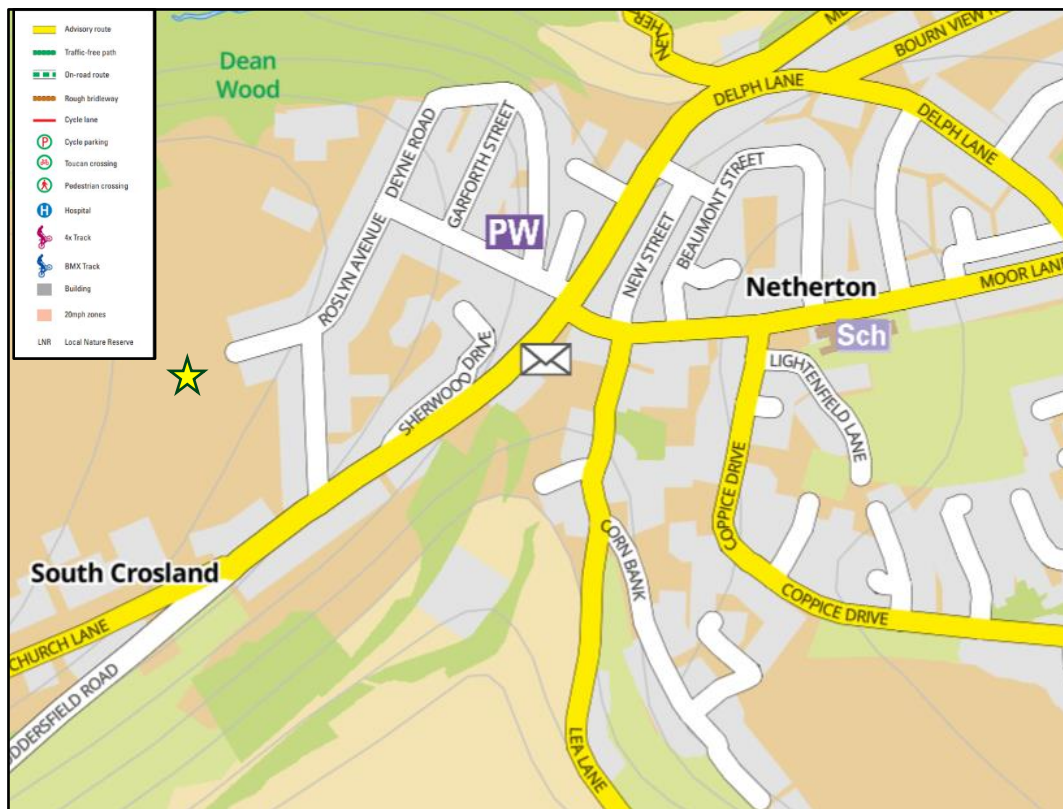 Advisory route
Traffic-free path
On-road route
Rough bridleway
Cycle lane
P
Cycle parking
Toucan crossing
Pedestrian crossing
H
Hospital
4x Track
BMX Track
Building
20mph zones
LNR Local Nature Reserve
Dean
Wood
NETHER
ME
BOURN VIEW R
DELPH LANE
DELPH LANE
DEYNE ROAD
GARFORTH STREET
ROSLYN AVENUE
PW
NEW STREET
BEAUMONT STREET
Netherton
MOOR LANE
Sch
SHERWOOD DRIVE
LIGHTENFIELD LANE
COPPICE DRIVE
COPPICE DRIVE
CORN BANK
South Crosland
CHURCH LANE
DDERSFIELD ROAD
LEA LANE